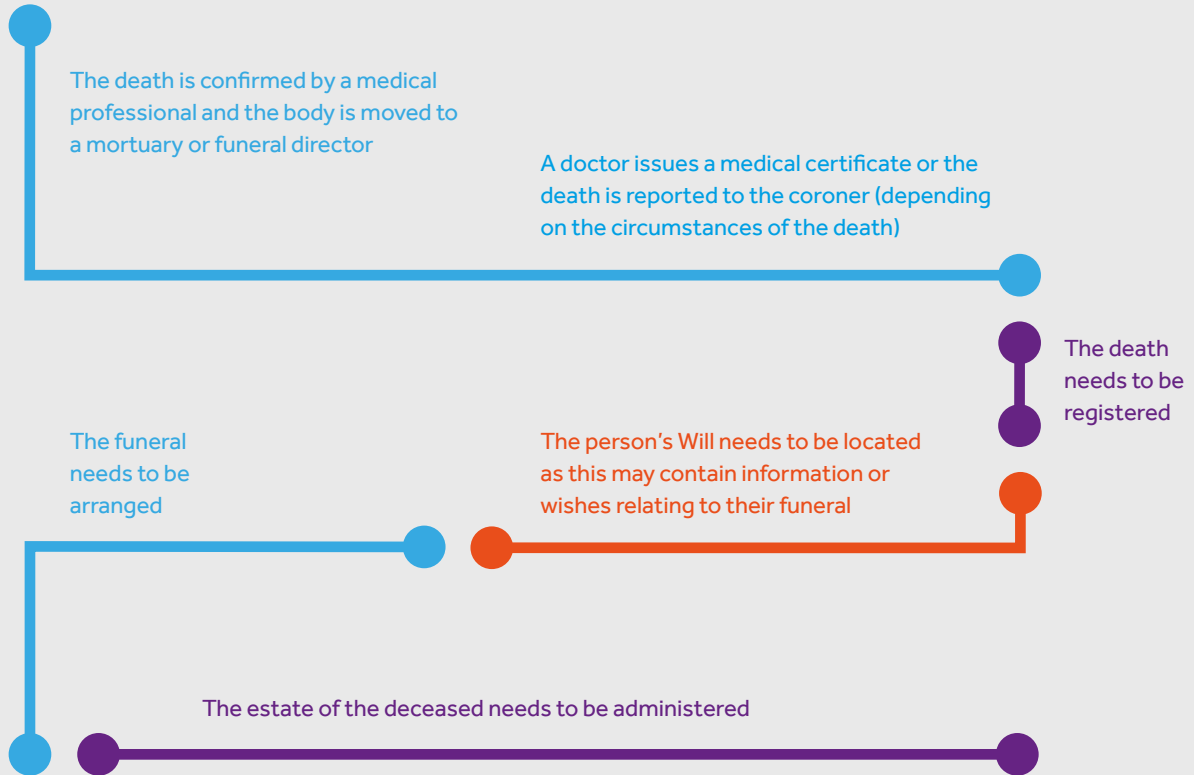 The death is confirmed by a medical
professional and the body is moved to
a mortuary or funeral director
A doctor issues a medical certificate or the
death is reported to the coroner (depending
on the circumstances of the death)
The death
needs to be
registered
The person's Will needs to be located
as this may contain information or
wishes relating to their funeral
The funeral
needs to be
arranged
The estate of the deceased needs to be administered